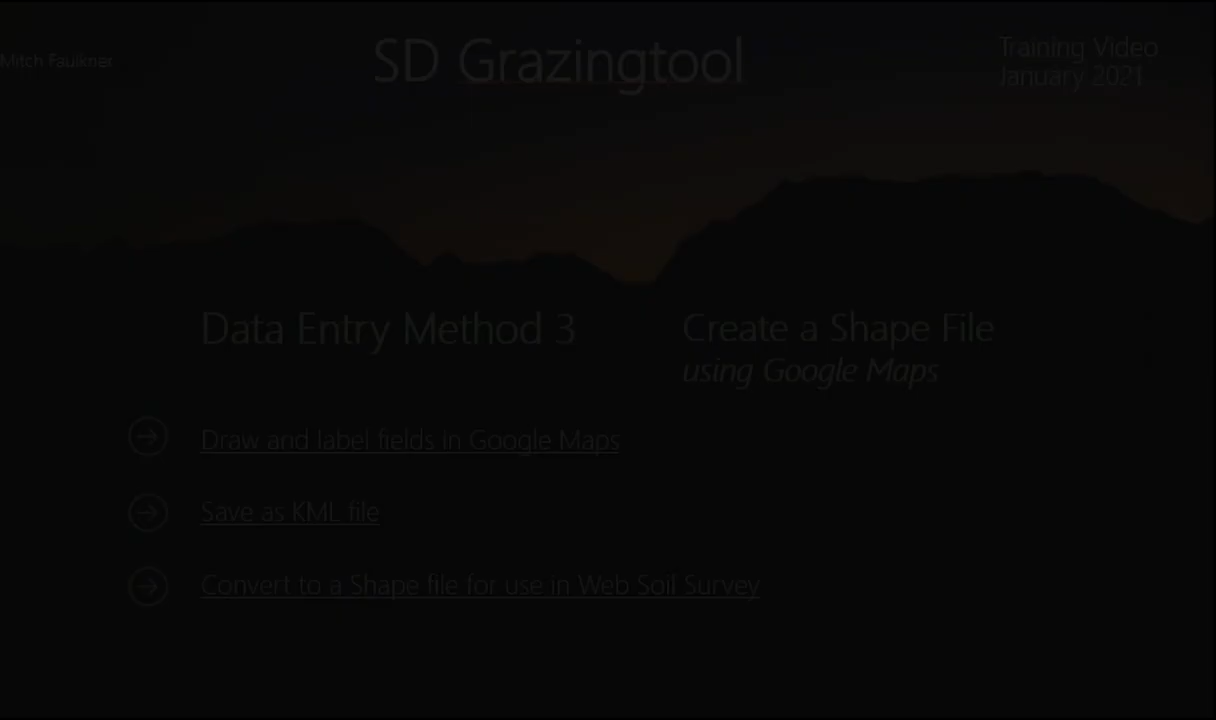 Mitch Faulkner
SD Grazingtool
Training Video
January 2021
Data Entry Method 3
Create a Shape File
using Google Maps
Draw and label fields in Google Maps
Save as KML file
Convert to a Shape file for use in Web Soil Survey